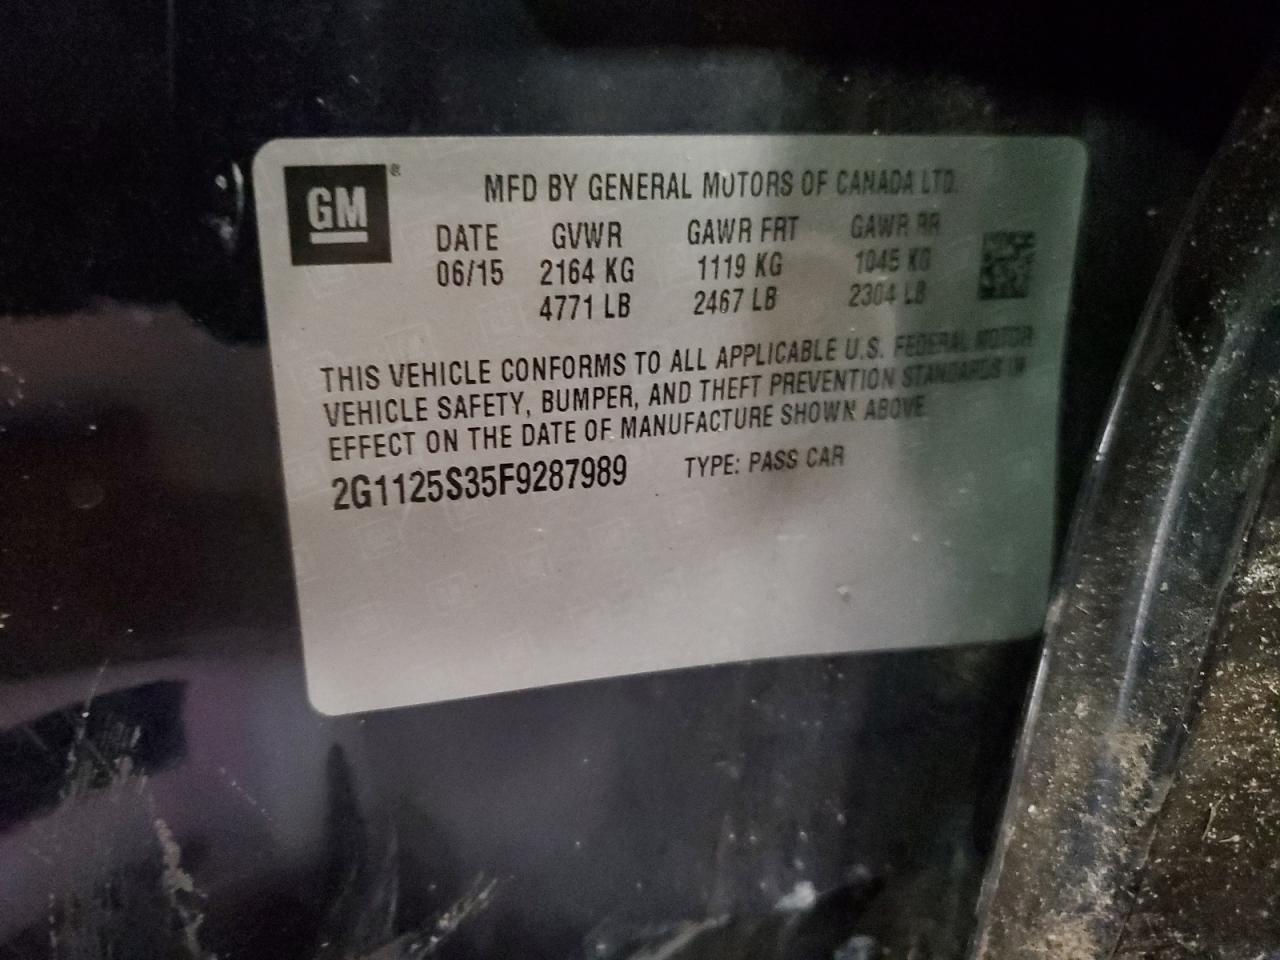 GM ®
MFD BY GENERAL MOTORS OF CANADA LTD.
DATE GVWR GAWR FRT GAWR RR
06/15 2164 KG 1119 KG 1045 KG
4771 LB 2467 LB 2304 LB
THIS VEHICLE CONFORMS TO ALL APPLICABLE U.S. FEDERAL MOTOR
VEHICLE SAFETY, BUMPER, AND THEFT PREVENTION STANDARDS IN
EFFECT ON THE DATE OF MANUFACTURE SHOWN ABOVE.
2G1125S35F9287989 TYPE: PASS CAR